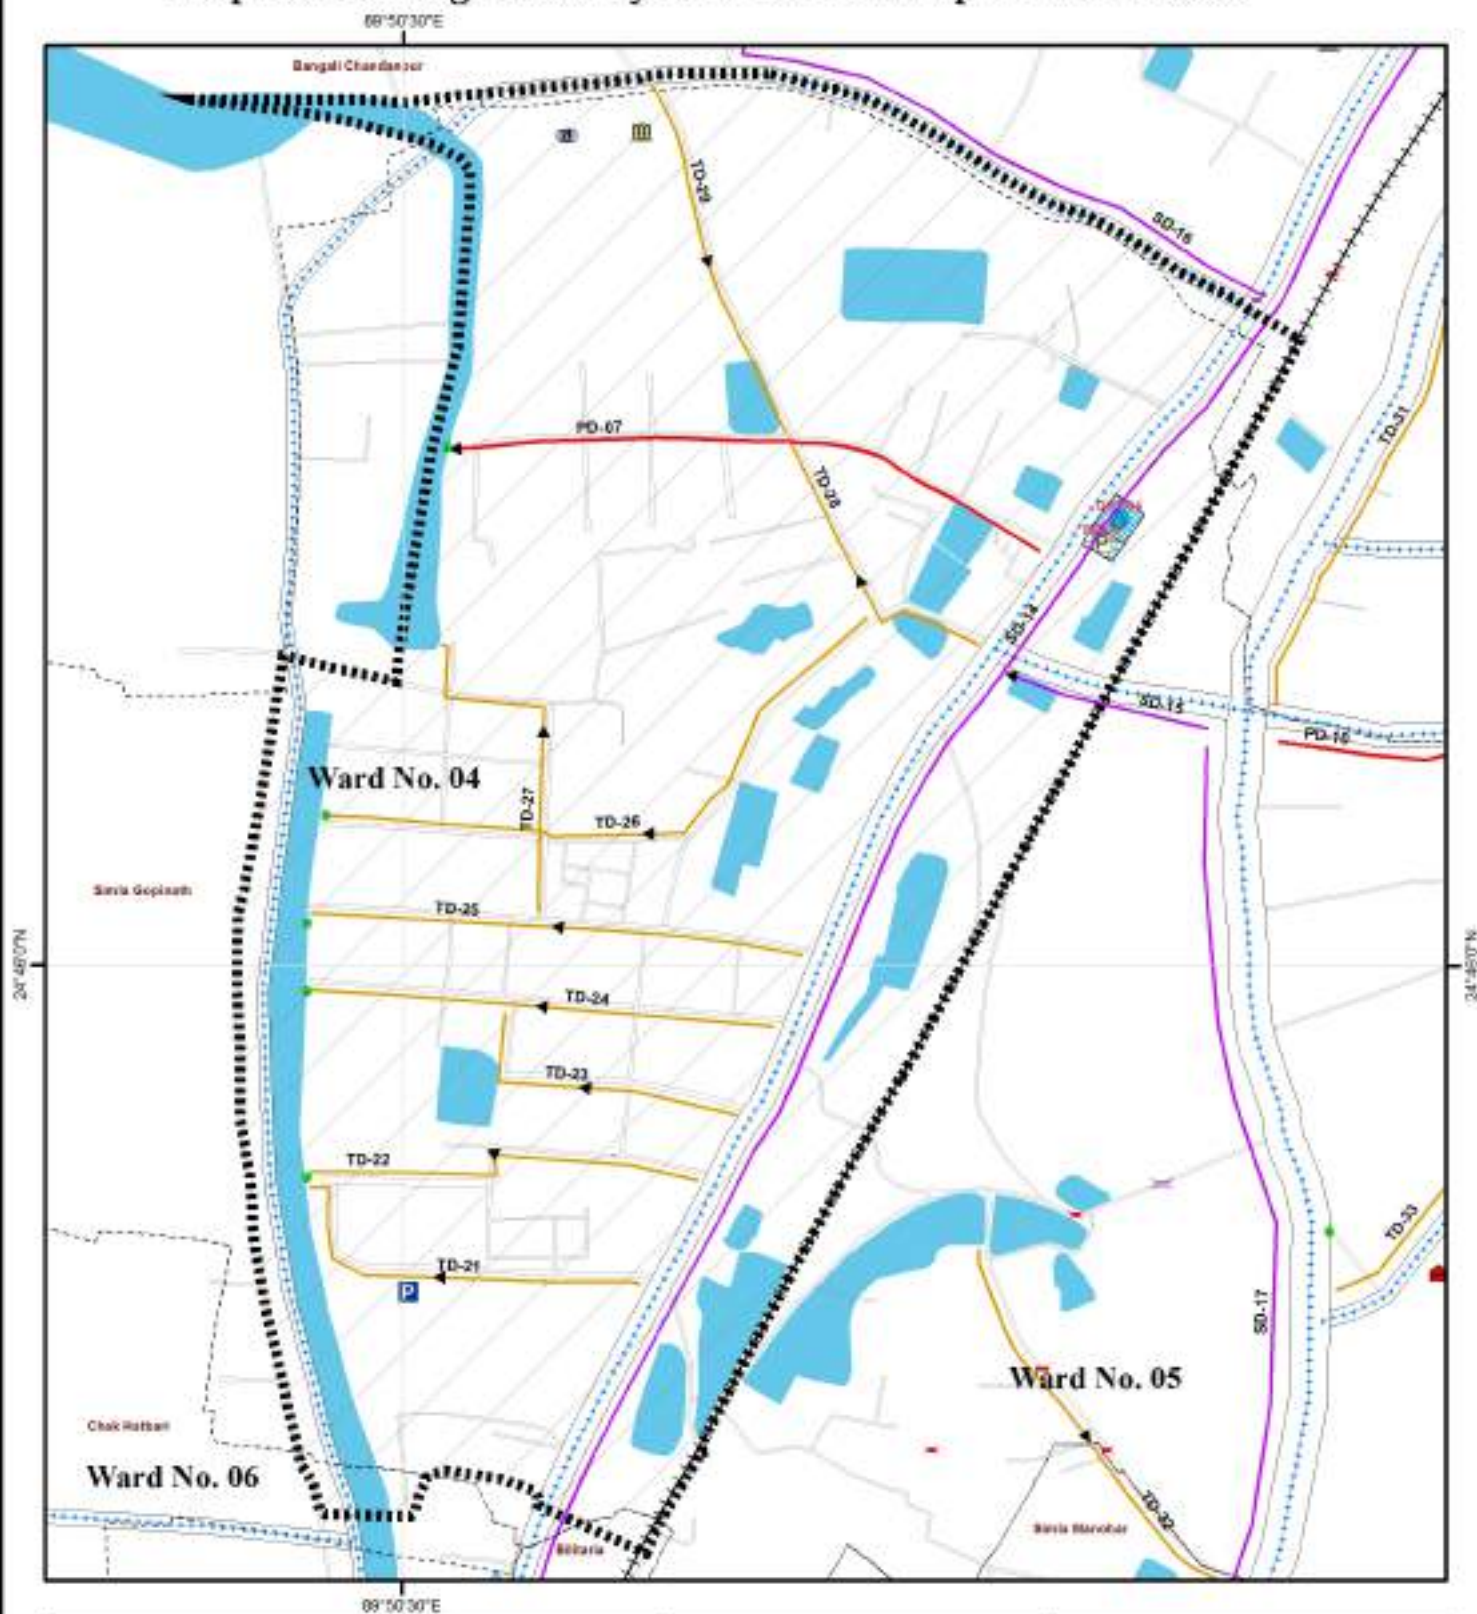 89°50'30"E
Bangali Chandanpur
TD-29
SD-16
TD-31
PD-07
TD-28
SD-14
SD-15
PD-16
Ward No. 04
TD-27
TD-26
Simla Gopinath
TD-25
24°46'0"N
24°46'0"N
TD-24
TD-23
TD-22
TD-33
TD-21
P
SD-17
Ward No. 05
Chak Hatbari
Ward No. 06
TD-32
Simla Manohar
89°50'30"E